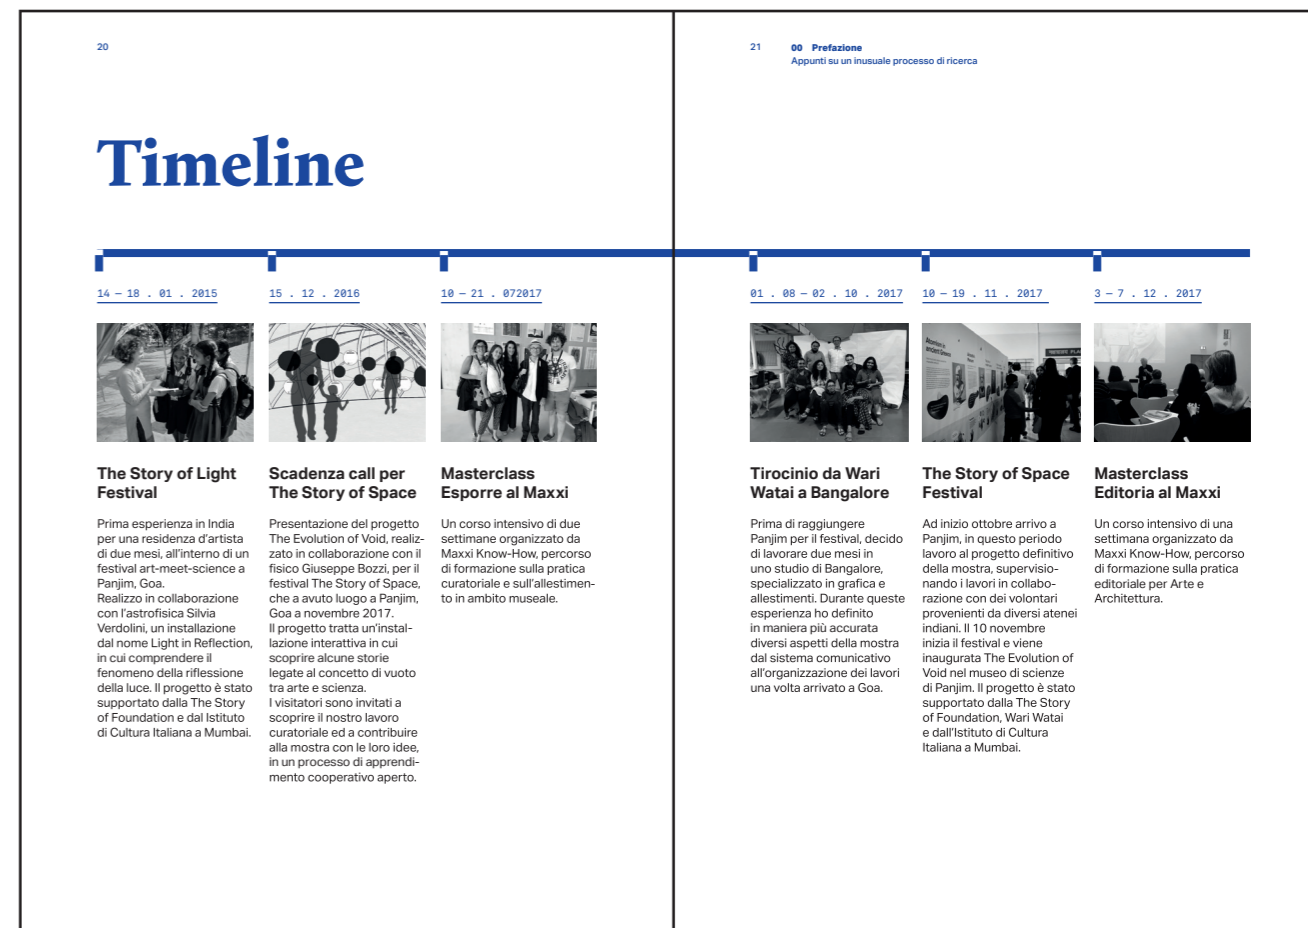 20
Timeline
14 — 18 . 01 . 2015
The Story of Light
Festival
Prima esperienza in India
per una residenza d'artista
di due mesi, all'interno di un
festival art-meet-science a
Panjim, Goa.
Realizzo in collaborazione
con l'astrofisica Silvia
Verdolini, un installazione
dal nome Light in Reflection,
in cui comprendere il
fenomeno della riflessione
della luce. Il progetto è stato
supportato dalla The Story
of Foundation e dal Istituto
di Cultura Italiana a Mumbai.
15 . 12 . 2016
Scadenza call per
The Story of Space
Presentazione del progetto
The Evolution of Void, realiz-
zato in collaborazione con il
fisico Giuseppe Bozzi, per il
festival The Story of Space,
che a avuto luogo a Panjim,
Goa a novembre 2017.
Il progetto tratta un'instal-
lazione interattiva in cui
scoprire alcune storie
legate al concetto di vuoto
tra arte e scienza.
I visitatori sono invitati a
scoprire il nostro lavoro
curatoriale ed a contribuire
alla mostra con le loro idee,
in un processo di apprendi-
mento cooperativo aperto.
10 — 21 . 072017
Masterclass
Esporre al Maxxi
Un corso intensivo di due
settimane organizzato da
Maxxi Know-How, percorso
di formazione sulla pratica
curatoriale e sull'allestimen-
to in ambito museale.
21
00 Prefazione
Appunti su un inusuale processo di ricerca
01 . 08 — 02 . 10 . 2017
Tirocinio da Wari
Watai a Bangalore
Prima di raggiungere
Panjim per il festival, decido
di lavorare due mesi in
uno studio di Bangalore,
specializzato in grafica e
allestimenti. Durante queste
esperienza ho definito
in maniera più accurata
diversi aspetti della mostra
dal sistema comunicativo
all'organizzazione dei lavori
una volta arrivato a Goa.
10 — 19 . 11 . 2017
Attention in
ancient Greece
The Story of Space
Festival
Ad inizio ottobre arrivo a
Panjim, in questo periodo
lavoro al progetto definitivo
della mostra, supervisio-
nando i lavori in collabo-
razione con dei volontari
provenienti da diversi atenei
indiani. Il 10 novembre
inizia il festival e viene
inaugurata The Evolution of
Void nel museo di scienze
di Panjim. Il progetto è stato
supportato dalla The Story
of Foundation, Wari Watai
e dall'Istituto di Cultura
Italiana a Mumbai.
3 — 7 . 12 . 2017
Masterclass
Editoria al Maxxi
Un corso intensivo di una
settimana organizzato da
Maxxi Know-How, percorso
di formazione sulla pratica
editoriale per Arte e
Architettura.